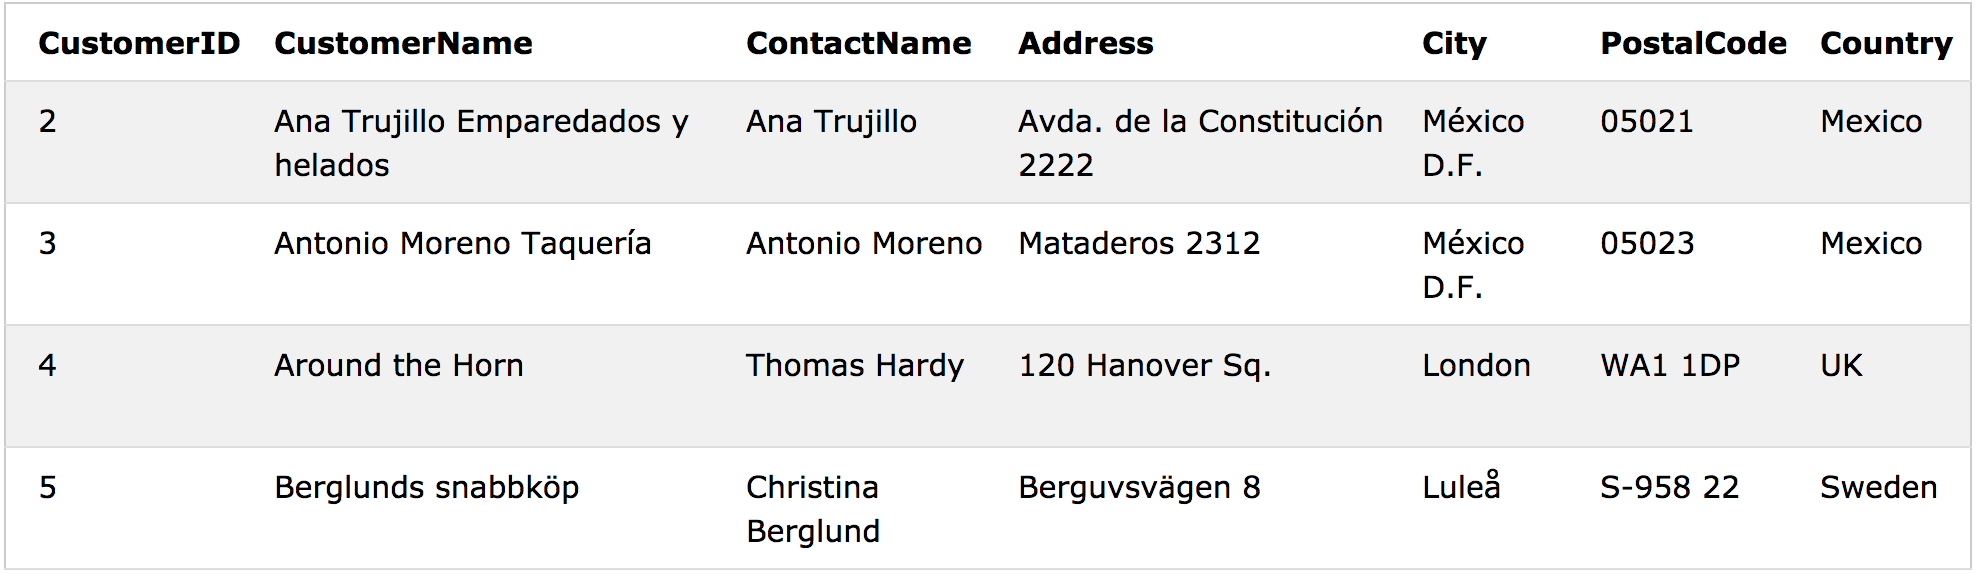 CustomerID CustomerName ContactName Address City PostalCode Country
2 Ana Trujillo Emparedados y Ana Trujillo Avda. de la Constitución México 05021 Mexico
helados 2222 D.F.
3 Antonio Moreno Taquería Antonio Moreno Mataderos 2312 México 05023 Mexico
D.F.
4 Around the Horn Thomas Hardy 120 Hanover Sq. London WA1 1DP UK
5 Berglunds snabbköp Christina Berguvsvägen 8 Luleå S-958 22 Sweden
Berglund